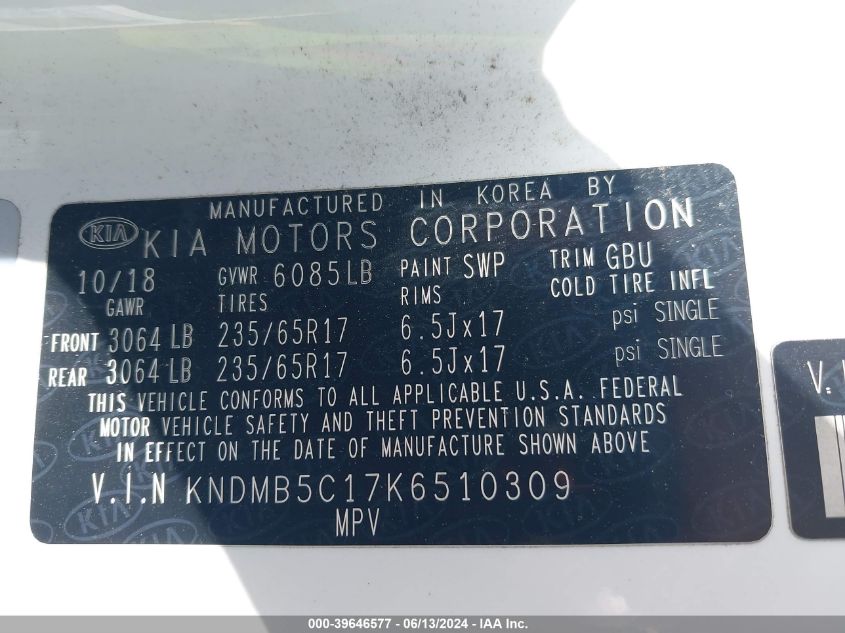 MANUFACTURED IN KOREA BY
KIA KIA MOTORS CORPORATION
10/18 GVWR 6085LB PAINT SWP TRIM GBU
GAWR TIRES RIMS COLD TIRE INFL
FRONT 3064 LB 235/65R17 6.5Jx17 psi SINGLE
REAR 3064 LB 235/65R17 6.5Jx17 psi SINGLE
THIS VEHICLE CONFORMS TO ALL APPLICABLE U.S.A. FEDERAL
MOTOR VEHICLE SAFETY AND THEFT PREVENTION STANDARDS
IN EFFECT ON THE DATE OF MANUFACTURE SHOWN ABOVE
V.I.N KNDMB5C17K6510309
MPV
V.
000-39646577 - 06/13/2024 - IAA Inc.